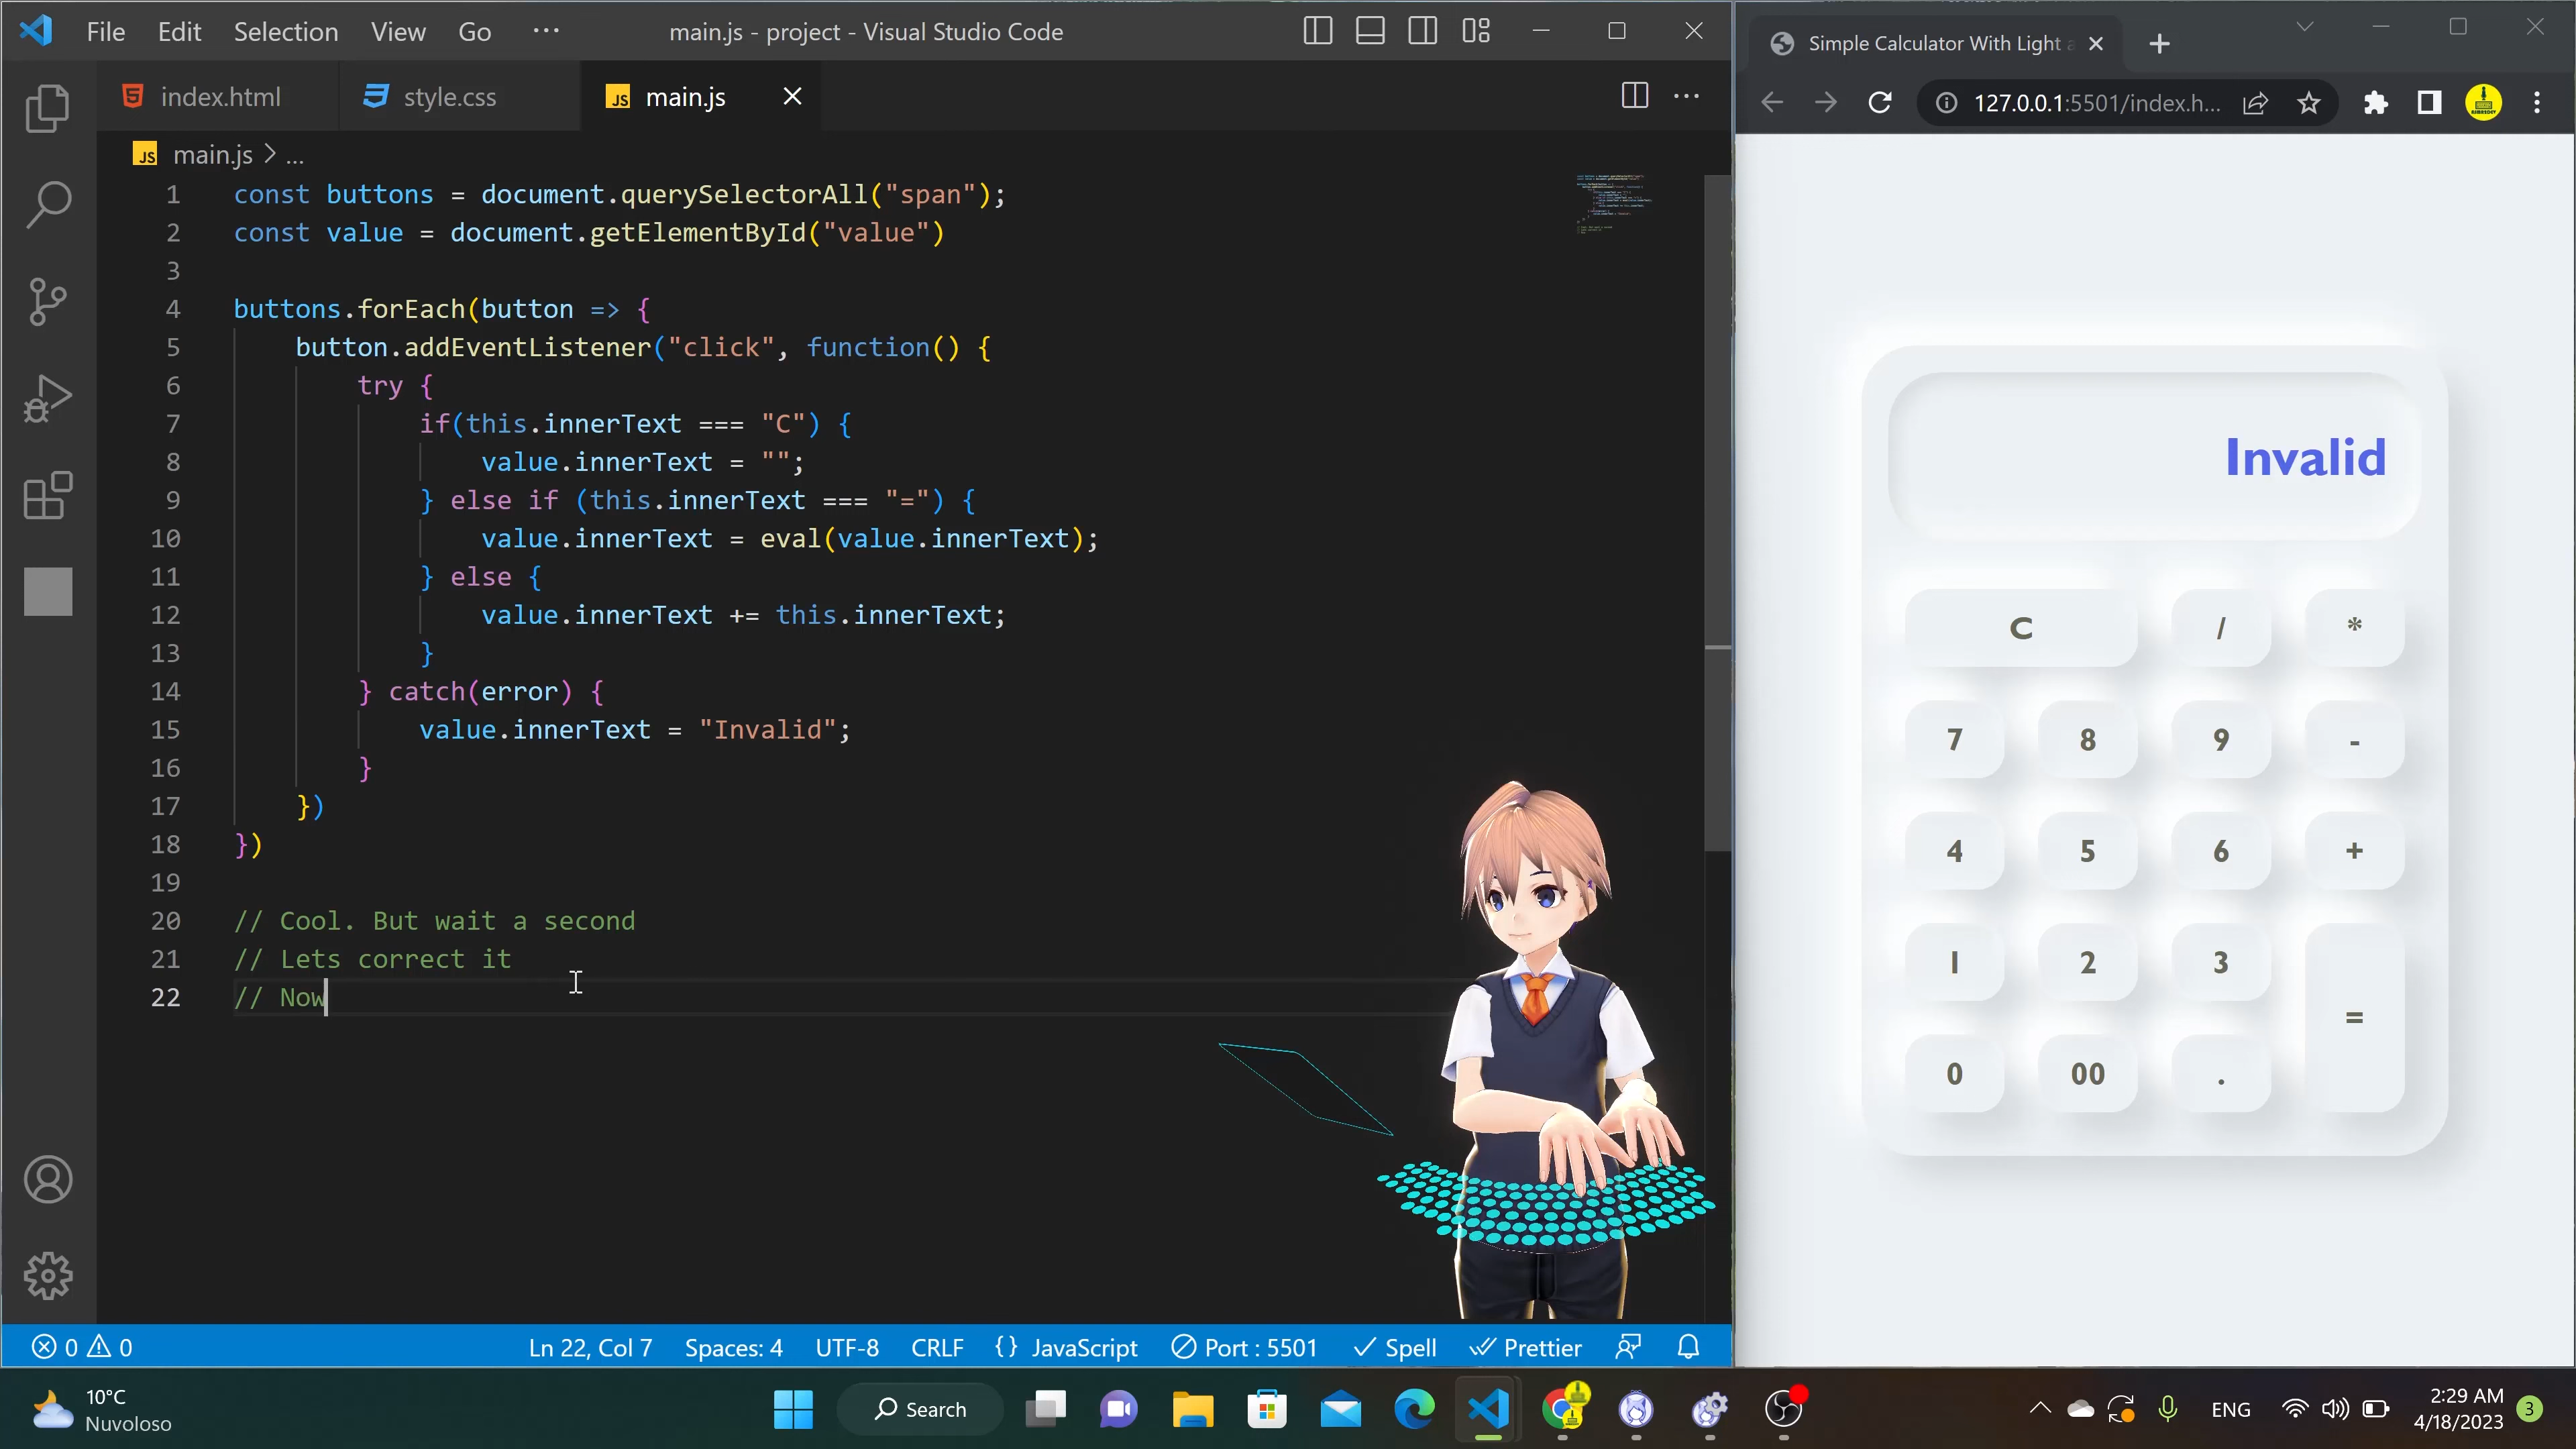 File Edit Selection View Go ··· main.js - project - Visual Studio Code
index.html style.css JS main.js
JS main.js > ...
1 const buttons = document.querySelectorAll("span");
2 const value = document.getElementById("value")
3
4 buttons.forEach(button => {
5 button.addEventListener("click", function() {
6 try {
7 if(this.innerText === "C") {
8 value.innerText = "";
9 } else if (this.innerText === "=") {
10 value.innerText = eval(value.innerText);
11 } else {
12 value.innerText += this.innerText;
13 }
14 } catch(error) {
15 value.innerText = "Invalid";
16 }
17 })
18 })
19
20 // Cool. But wait a second
21 // Lets correct it
22 // Now
0 0 Ln 22, Col 7 Spaces: 4 UTF-8 CRLF {} JavaScript Port : 5501 Spell Prettier
Simple Calculator With Light
127.0.0.1:5501/index.h...
Invalid
C / *
7 8 9 -
4 5 6 +
1 2 3
=
0 00 .
10°C
Nuvoloso
Search
ENG
2:29 AM
4/18/2023
3